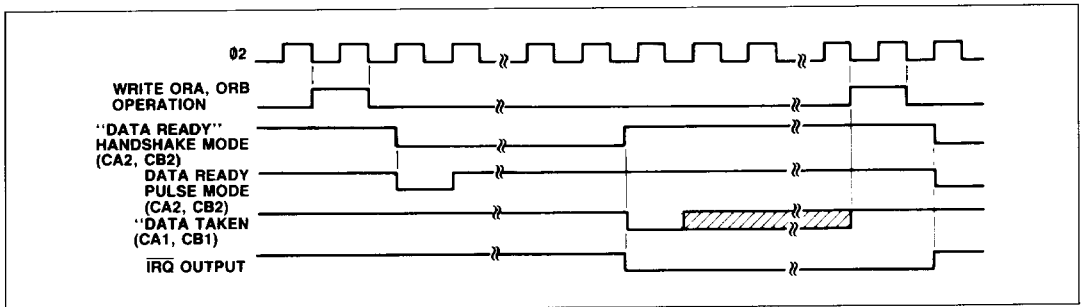 Ø2
WRITE ORA, ORB
OPERATION
"DATA READY"
HANDSHAKE MODE
(CA2, CB2)
DATA READY
PULSE MODE
(CA2, CB2)
"DATA TAKEN
(CA1, CB1)
IRQ OUTPUT